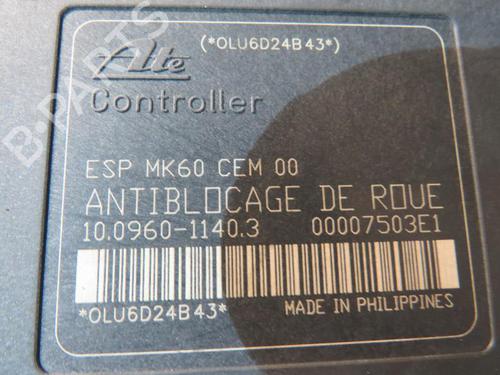 (*OLU6D24B43*)
Ate
Controller
ESP MK60 CEM 00
ANTIBLOCAGE DE ROUE
10.0960-1140.3 00007503E1
*OLU6D24B43*
MADE IN PHILIPPINES
B-PARTS